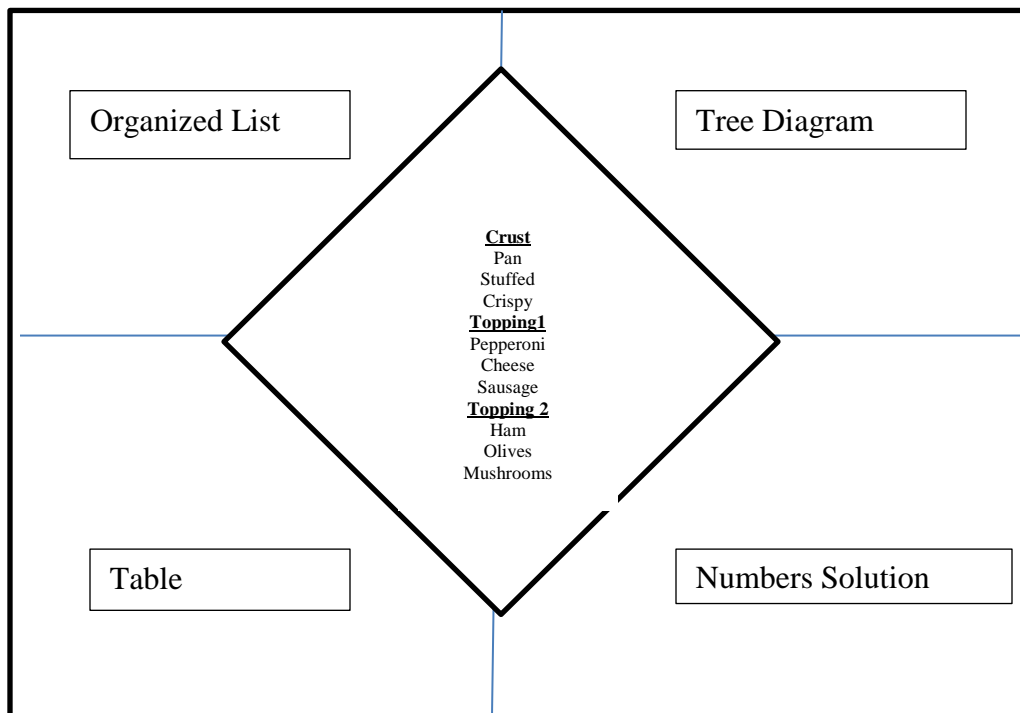 Organized List
Tree Diagram
Crust
Pan
Stuffed
Crispy
Topping1
Pepperoni
Cheese
Sausage
Topping 2
Ham
Olives
Mushrooms
Table
Numbers Solution